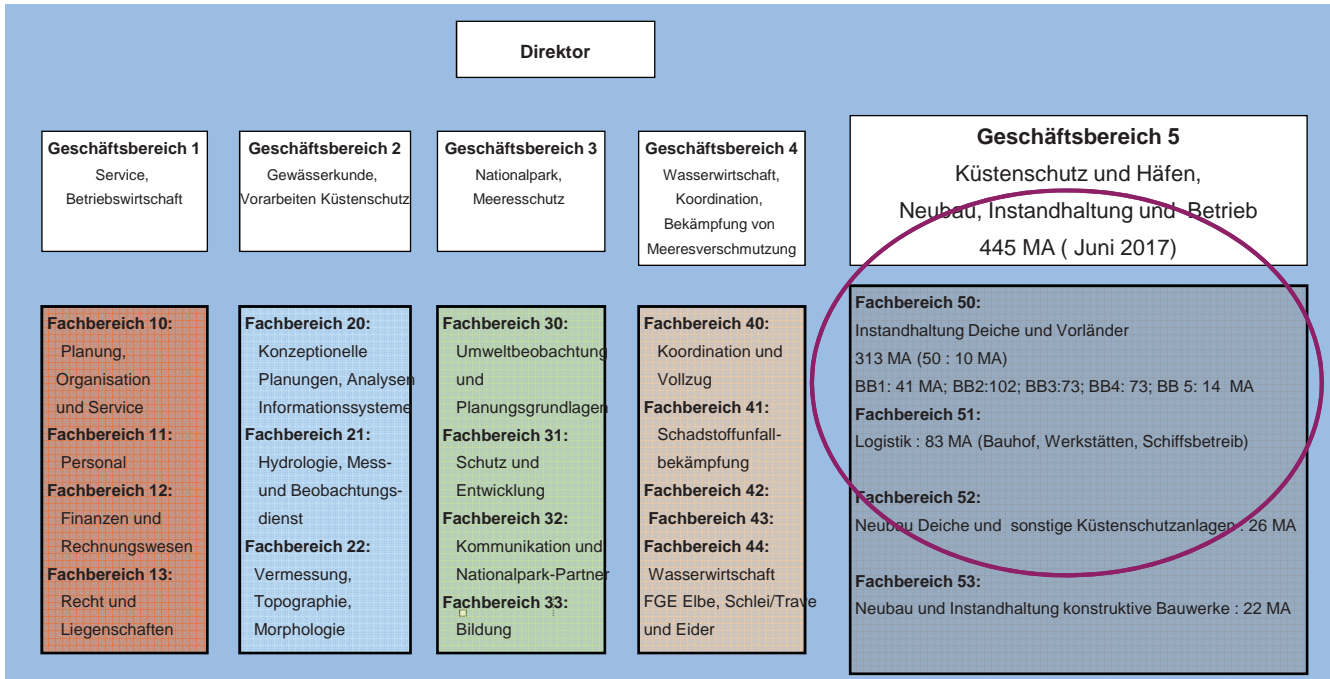 Direktor
Geschäftsbereich 1
Service,
Betriebswirtschaft
Geschäftsbereich 2
Gewässerkunde,
Vorarbeiten Küstenschutz
Geschäftsbereich 3
Nationalpark,
Meeresschutz
Geschäftsbereich 4
Wasserwirtschaft,
Koordination,
Bekämpfung von
Meeresverschmutzung
Geschäftsbereich 5
Küstenschutz und Häfen,
Neubau, Instandhaltung und Betrieb
445 MA ( Juni 2017)
Fachbereich 10:
Planung,
Organisation
und Service
Fachbereich 11:
Personal
Fachbereich 12:
Finanzen und
Rechnungswesen
Fachbereich 13:
Recht und
Liegenschaften
Fachbereich 20:
Konzeptionelle
Planungen, Analysen
Informationssysteme
Fachbereich 21:
Hydrologie, Mess-
und Beobachtungs-
dienst
Fachbereich 22:
Vermessung,
Topographie,
Morphologie
Fachbereich 30:
Umweltbeobachtung
und
Planungsgrundlagen
Fachbereich 31:
Schutz und
Entwicklung
Fachbereich 32:
Kommunikation und
Nationalpark-Partner
Fachbereich 33:
Bildung
Fachbereich 40:
Koordination und
Vollzug
Fachbereich 41:
Schadstoffunfall-
bekämpfung
Fachbereich 42:
Fachbereich 43:
Fachbereich 44:
Wasserwirtschaft
FGE Elbe, Schlei/Trave
und Eider
Fachbereich 50:
Instandhaltung Deiche und Vorländer
313 MA (50 : 10 MA)
BB1: 41 MA; BB2:102; BB3:73; BB4: 73; BB 5: 14 MA
Fachbereich 51:
Logistik : 83 MA (Bauhof, Werkstätten, Schiffsbetreib)
Fachbereich 52:
Neubau Deiche und sonstige Küstenschutzanlagen : 26 MA
Fachbereich 53:
Neubau und Instandhaltung konstruktive Bauwerke : 22 MA